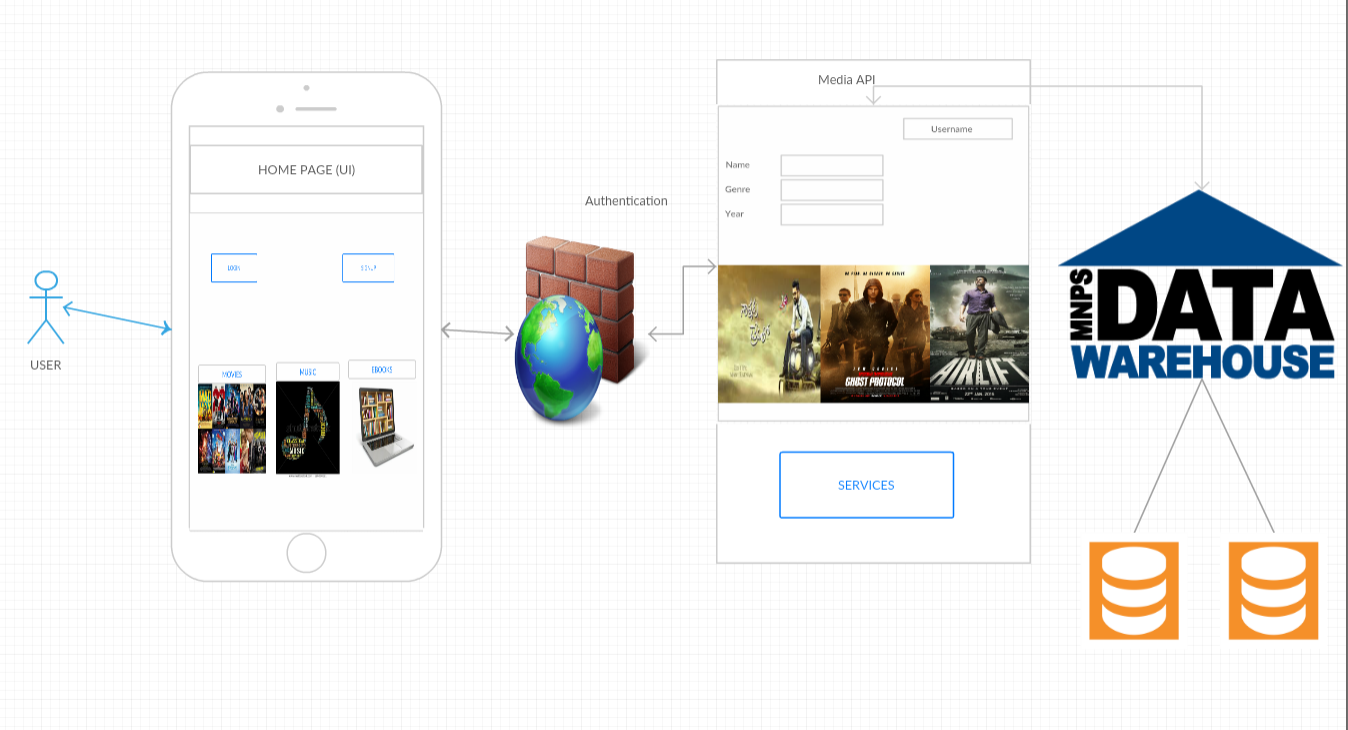 Media API
Username
HOME PAGE (UI)
Name
Genre
Year
Authentication
LOGIN
USER
MOVIES
MUSIC
EBOOKS
MUSIC
GHOST PROTOCOL
AIRLIFT
MNPS
DATA
WAREHOUSE
SERVICES